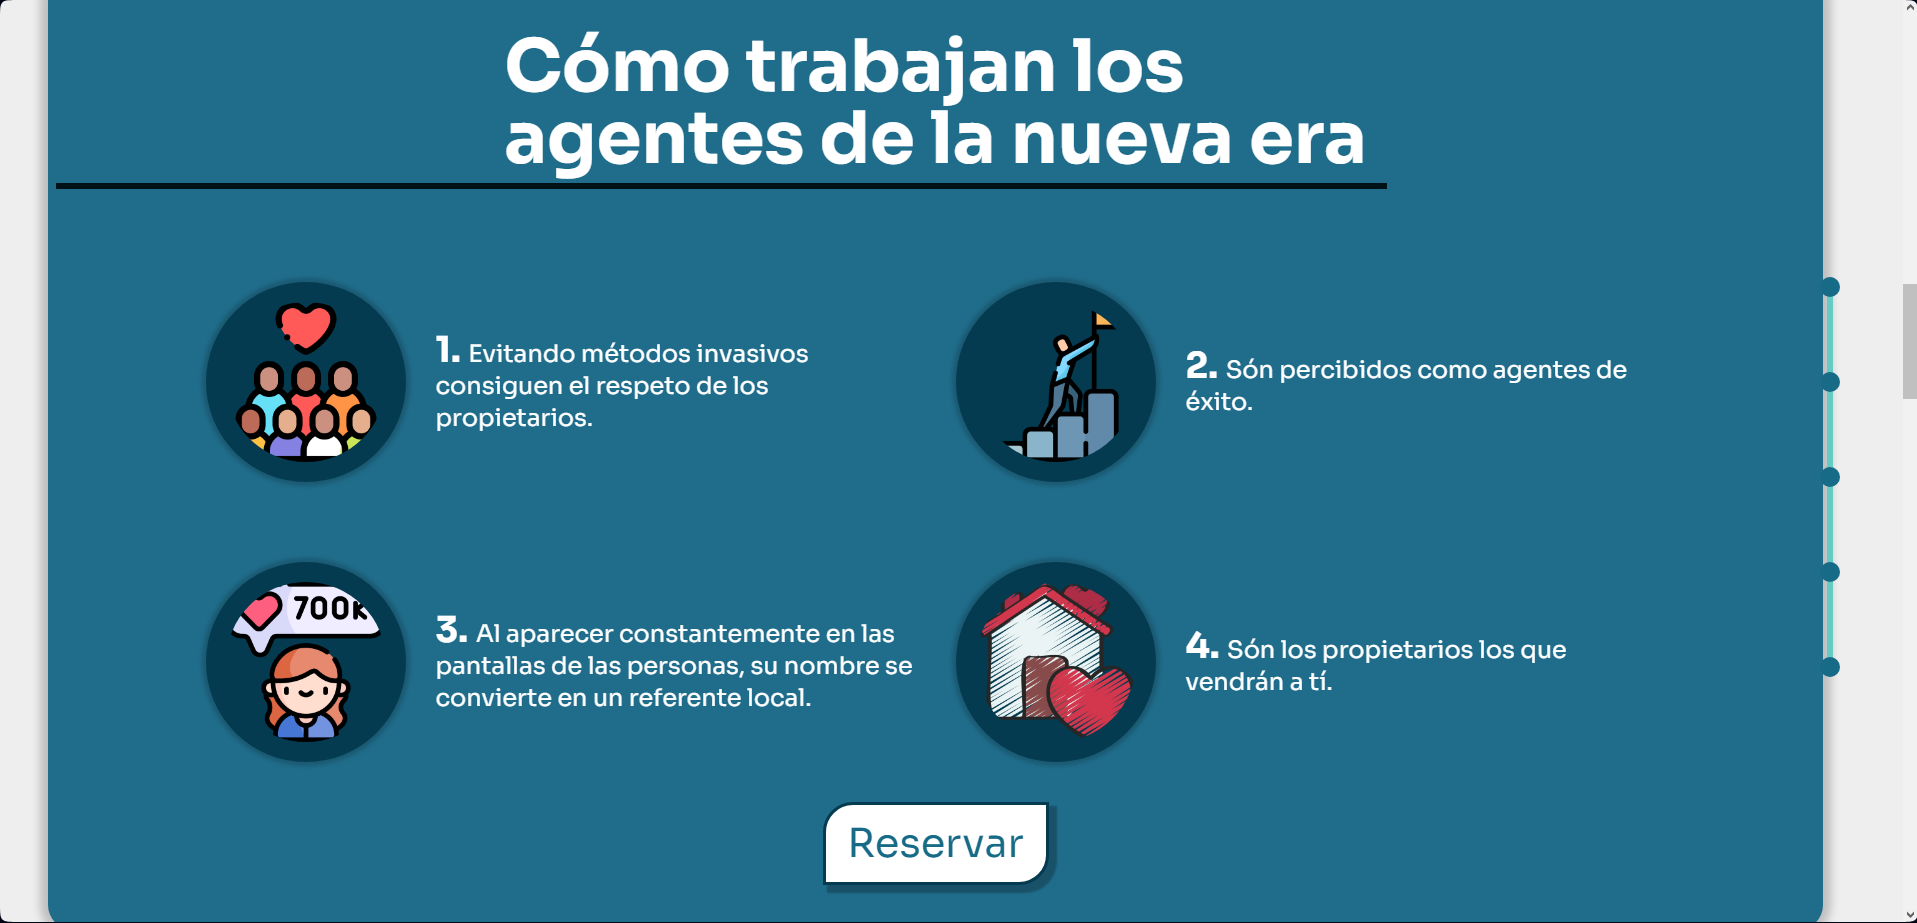 Cómo trabajan los
agentes de la nueva era
1. Evitando métodos invasivos
consiguen el respeto de los
propietarios.
2. Són percibidos como agentes de
éxito.
700K
3. Al aparecer constantemente en las
pantallas de las personas, su nombre se
convierte en un referente local.
4. Són los propietarios los que
vendrán a tí.
Reservar